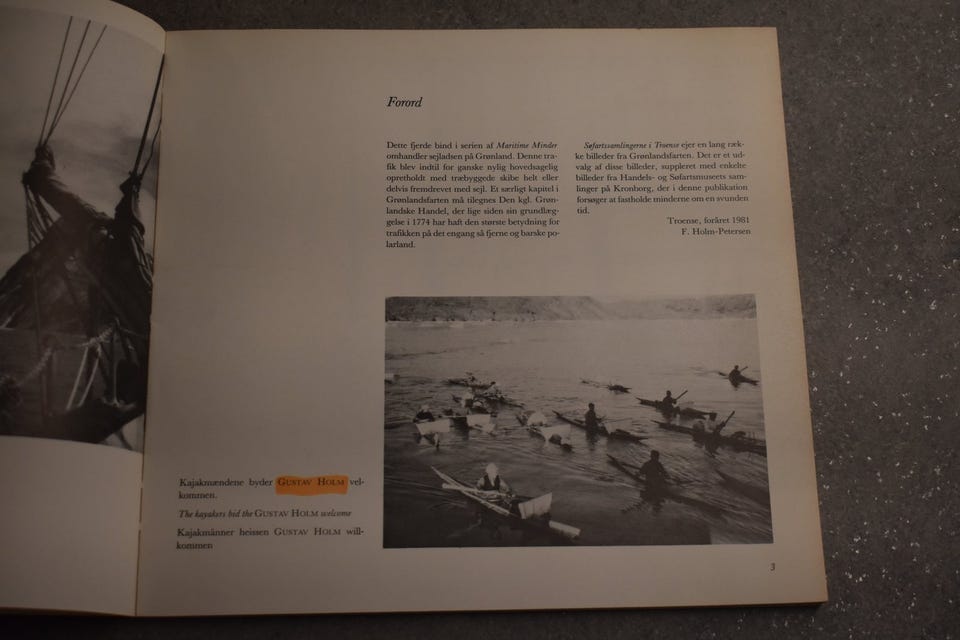 Forord
Dette fjerde bind i serien af Maritime Minder
omhandler sejladsen på Grønland. Denne tra-
fik blev indtil for ganske nylig hovedsagelig
opretholdt med træbyggede skibe helt eller
delvis fremdrevet med sejl. Et særligt kapitel i
Grønlandsfarten må tilegnes Den kgl. Grøn-
landske Handel, der lige siden sin grundlæg-
gelse i 1774 har haft den største betydning for
trafikken på det engang så fjerne og barske po-
larland.
Søfartssamlingerne i Troense ejer en lang ræk-
ke billeder fra Grønlandsfarten. Det er et ud-
valg af disse billeder, suppleret med enkelte
billeder fra Handels- og Søfartsmuseets sam-
linger på Kronborg, der i denne publikation
forsøger at fastholde minderne om en svunden
tid.
Troense, foråret 1981
F. Holm-Petersen
Kajakmændene byder GUSTAV HOLM vel-
kommen.
The kayakers bid the GUSTAV HOLM welcome
Kajakmänner heissen GUSTAV HOLM will-
kommen
3